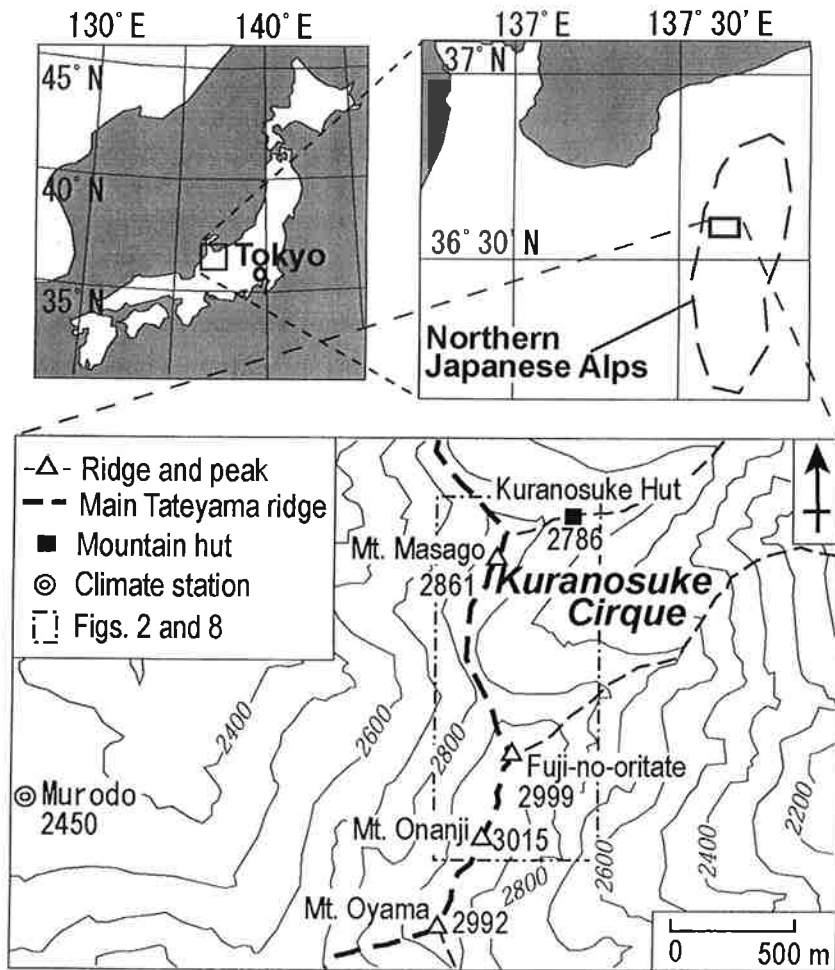 130°E 140°E
45°N
40°N
35°N
Tokyo
137°E 137°30'E
37°N
36°30'N
Northern
Japanese Alps
-△- Ridge and peak
Main Tateyama ridge
Mountain hut
Climate station
Figs. 2 and 8
Kuranosuke Hut
2786
Mt. Masago
2861
Kuranosuke
Cirque
2400
2600
2800
Fuji-no-oritate
2999
Murodo
2450
Mt. Onanji
3015
2800
2600
2400
2200
Mt. Oyama
2992
0 500 m